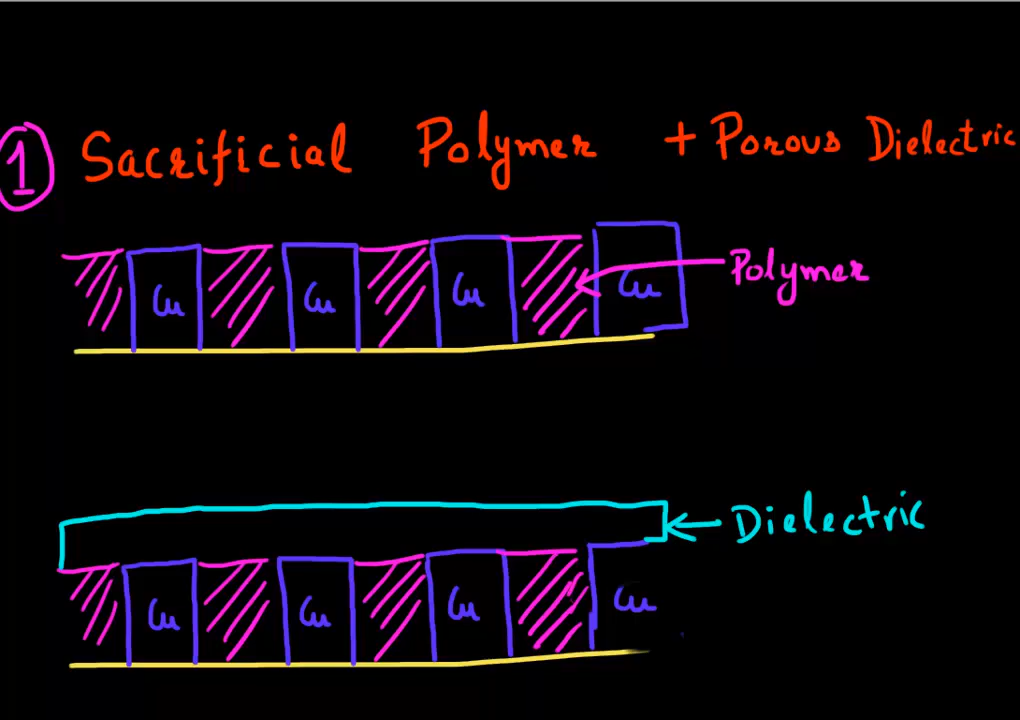 1 Sacrificial Polymer + Porous Dielectric
Cu Cu Cu Cu Polymer
Dielectric
Cu Cu Cu Cu